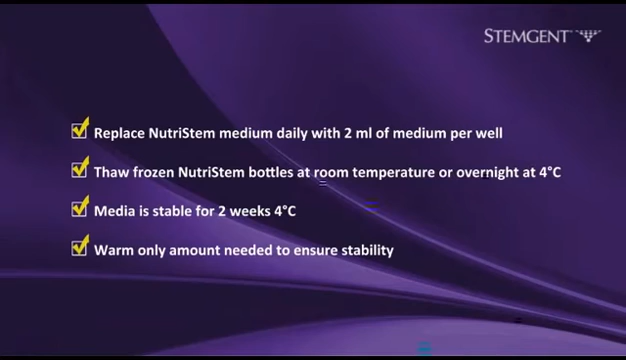 STEMGENT
Replace NutriStem medium daily with 2 ml of medium per well
Thaw frozen NutriStem bottles at room temperature or overnight at 4°C
Media is stable for 2 weeks 4°C
Warm only amount needed to ensure stability